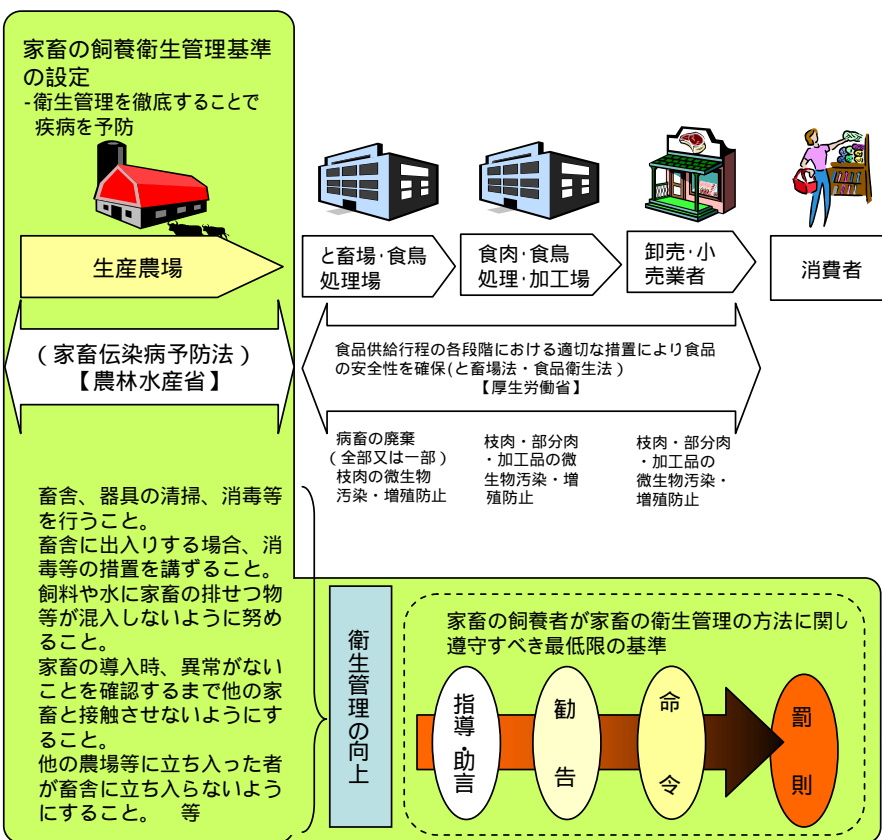 家畜の飼養衛生管理基準
の設定
-衛生管理を徹底することで
疾病を予防
生産農場
と畜場・食鳥
処理場
食肉・食鳥
処理・加工場
卸売・小
売業者
消費者
(家畜伝染病予防法)
【農林水産省】
食品供給行程の各段階における適切な措置により食品
の安全性を確保(と畜場法・食品衛生法)
【厚生労働省】
病畜の廃棄
(全部又は一部)
枝肉の微生物
汚染・増殖防止
枝肉・部分肉
・加工品の微
生物汚染・増
殖防止
枝肉・部分肉
・加工品の
微生物汚染・
増殖防止
畜舎、器具の清掃、消毒等
を行うこと。
畜舎に出入りする場合、消
毒等の措置を講ずること。
飼料や水に家畜の排せつ物
等が混入しないように努め
ること。
家畜の導入時、異常がない
ことを確認するまで他の家
畜と接触させないようにす
ること。
他の農場等に立ち入った者
が畜舎に立ち入らないよう
にすること。 等
衛生管理の向上
家畜の飼養者が家畜の衛生管理の方法に関し
遵守すべき最低限の基準
指導・助言
勧告
命令
罰則